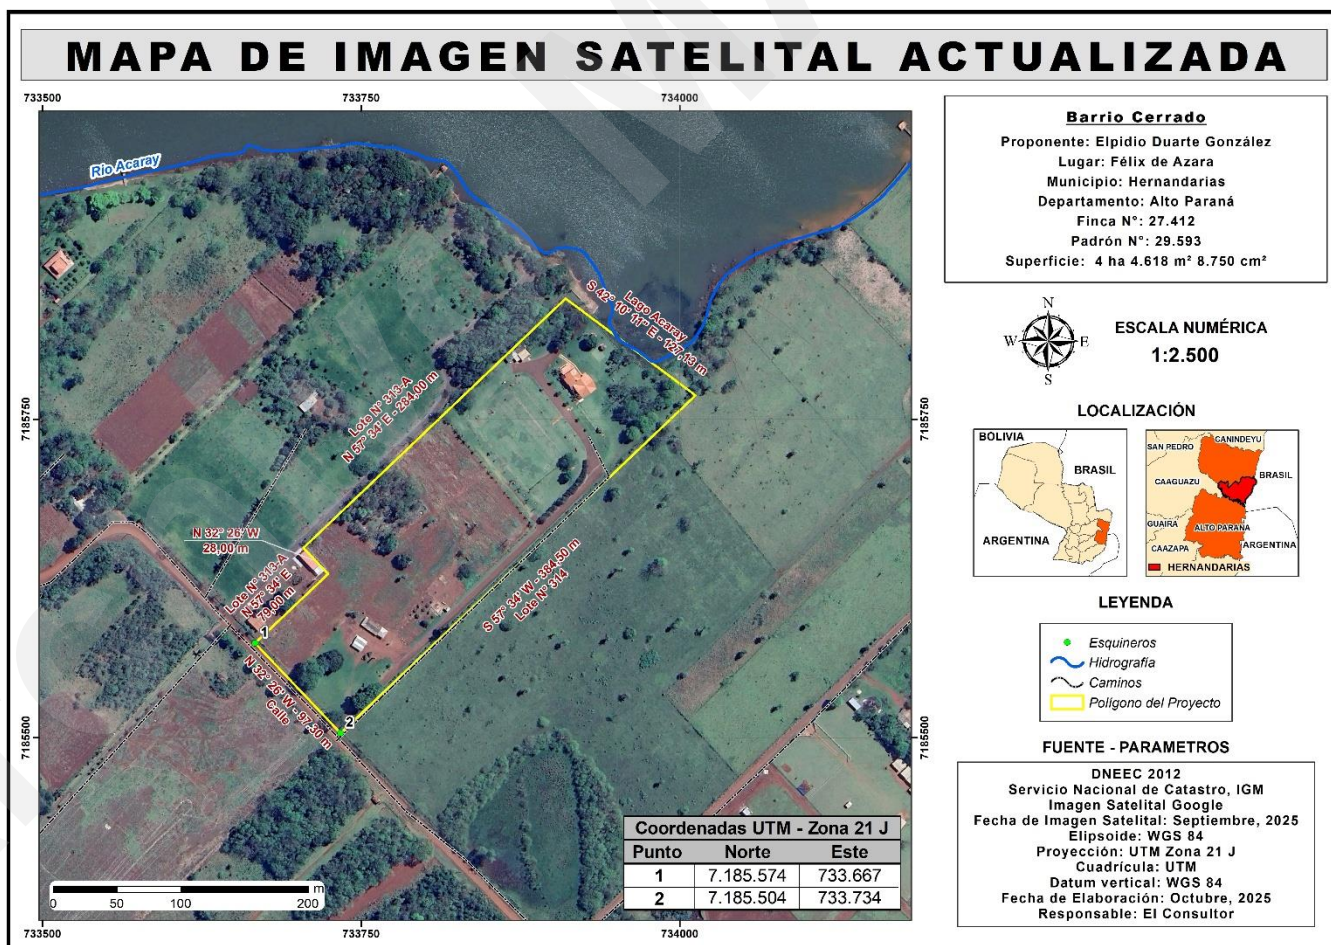 MAPA DE IMAGEN SATELITAL ACTUALIZADA
733500
733750
734000
7185750
7185750
7185500
7185500
733500
733750
734000
Río Acaray
Lago Acaray
S 42° 10' 11" E - 127,13 m
Lote N° 313-A
N 57° 34' E - 284,00 m
N 32° 26' W
28,00 m
Lote N° 313-A
N 57° 34' E
79,00 m
S 57° 34' W - 384,50 m
Lote N° 314
1
N 32° 26' W - 97,30 m
Calle
2
0 50 100 200
m
Coordenadas UTM - Zona 21 J
Punto Norte Este
1 7.185.574 733.667
2 7.185.504 733.734
Barrio Cerrado
Proponente: Elpidio Duarte González
Lugar: Félix de Azara
Municipio: Hernandarias
Departamento: Alto Paraná
Finca N°: 27.412
Padrón N°: 29.593
Superficie: 4 ha 4.618 m² 8.750 cm²
N
W E
S
ESCALA NUMÉRICA
1:2.500
LOCALIZACIÓN
BOLIVIA
BRASIL
ARGENTINA
SAN PEDRO
CANINDEYU
BRASIL
CAAGUAZU
GUAIRA
ALTO PARANA
CAAZAPA
ARGENTINA
HERNANDARIAS
LEYENDA
Esquineros
Hidrografía
Caminos
Polígono del Proyecto
FUENTE - PARAMETROS
DNEEC 2012
Servicio Nacional de Catastro, IGM
Imagen Satelital Google
Fecha de Imagen Satelital: Septiembre, 2025
Elipsoide: WGS 84
Proyección: UTM Zona 21 J
Cuadrícula: UTM
Datum vertical: WGS 84
Fecha de Elaboración: Octubre, 2025
Responsable: El Consultor